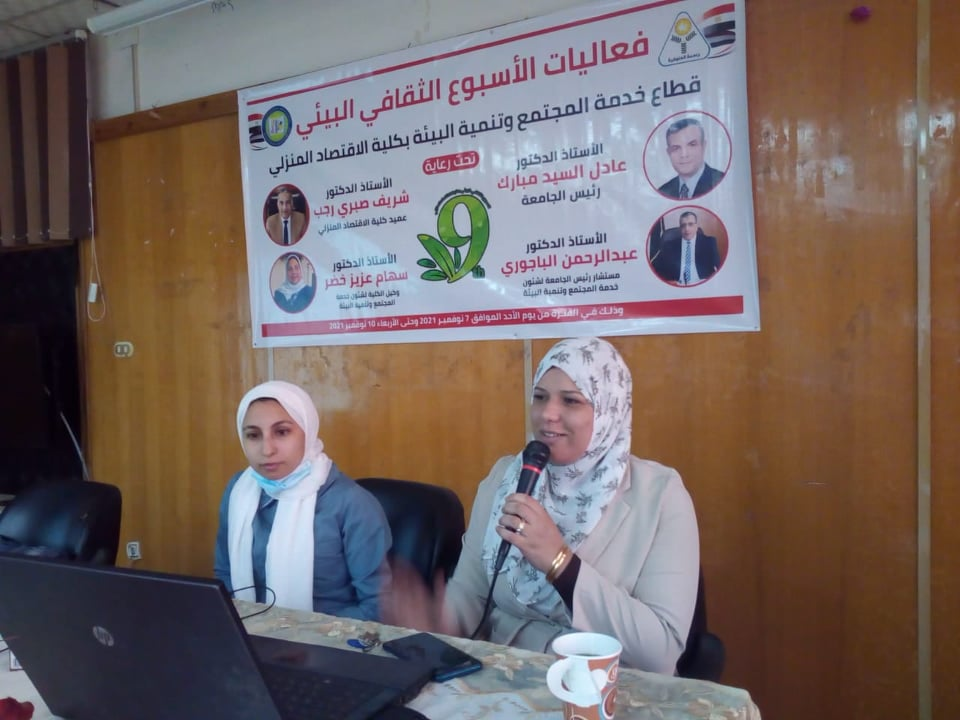 فعاليات الأسبوع الثقافي البيئي
قطاع خدمة المجتمع وتنمية البيئة بكلية الاقتصاد المنزلي
تحت رعاية
الأستاذ الدكتور
عادل السيد مبارك
رئيس الجامعة
الأستاذ الدكتور
شريف صبري رجب
عميد كلية الاقتصاد المنزلي
الأستاذ الدكتور
عبدالرحمن الباجوري
مستشار رئيس الجامعة لشئون
خدمة المجتمع وتنمية البيئة
الأستاذ الدكتور
سهام عزيز خضر
وكيل الكلية لشئون خدمة
المجتمع وتنمية البيئة
9th
وذلك في الفترة من يوم الأحد الموافق 7 نوفمبر 2021 وحتى الأربعاء 10 نوفمبر 2021
hp